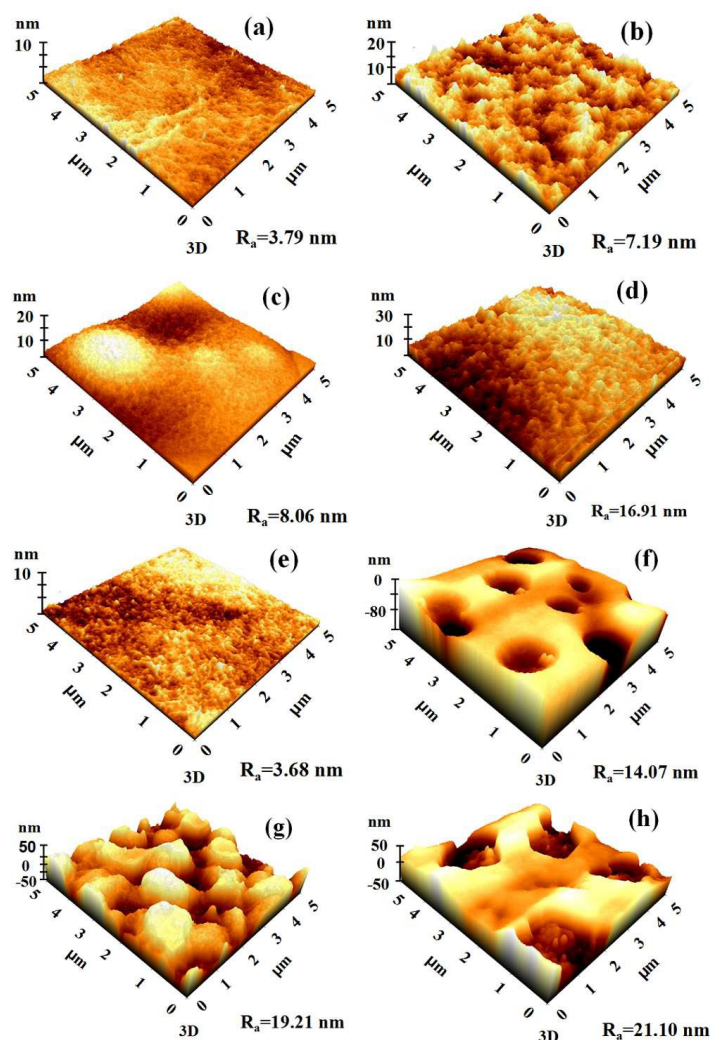 (a)
nm
10
5
4
3
2
1
0
µm
0
1
2
3
4
5
µm
3D
Ra=3.79 nm
(b)
nm
20
10
5
4
3
2
1
0
µm
0
1
2
3
4
5
µm
3D
Ra=7.19 nm
(c)
nm
20
10
5
4
3
2
1
0
µm
0
1
2
3
4
5
µm
3D
Ra=8.06 nm
(d)
nm
30
10
5
4
3
2
1
0
µm
0
1
2
3
4
5
µm
3D
Ra=16.91 nm
(e)
nm
10
5
4
3
2
1
0
µm
0
1
2
3
4
5
µm
3D
Ra=3.68 nm
(f)
nm
0
-80
5
4
3
2
1
0
µm
0
1
2
3
4
5
µm
3D
Ra=14.07 nm
(g)
nm
50
0
-50
5
4
3
2
1
0
µm
0
1
2
3
4
5
µm
3D
Ra=19.21 nm
(h)
nm
50
0
-50
5
4
3
2
1
0
µm
0
1
2
3
4
5
µm
3D
Ra=21.10 nm